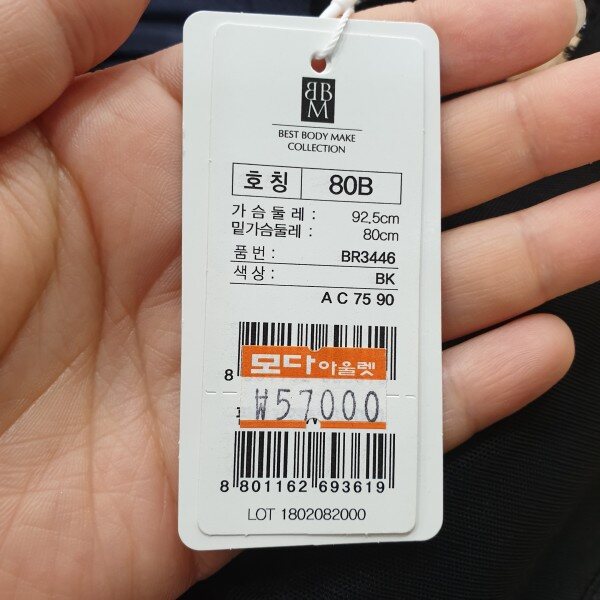 BB
M
BEST BODY MAKE
COLLECTION
호칭 80B
가슴둘레 : 92.5cm
밑가슴둘레 : 80cm
품번 : BR3446
색상 : BK
A C 75 90
8
모다아울렛
₩57000
8 801162 693619
LOT 1802082000